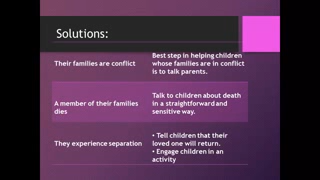 Solutions:
Their families are conflict
Best step in helping children
whose families are in conflict
is to talk parents.
A member of their families
dies
Talk to children about death
in a straightforward and
sensitive way.
They experience separation
• Tell children that their
loved one will return.
• Engage children in an
activity